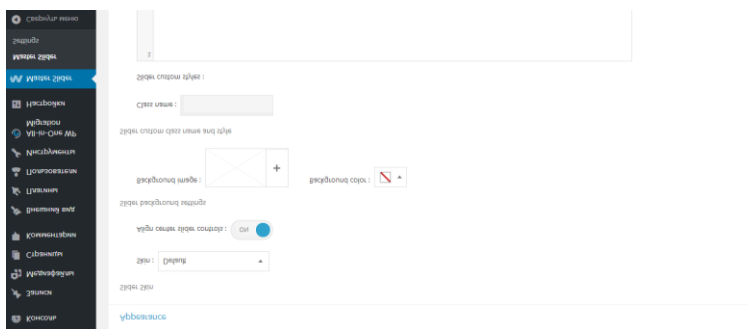 Консоль
Записи
Медиафайлы
Страницы
Комментарии
Внешний вид
Плагины
Пользователи
Инструменты
All-in-One WP
Migration
Настройки
Master Slider
Master Slider
Settings
Свернуть меню
Appearance
Slider Skin
Skin : Default
Align center slider controls : ON
Slider background settings
Background image : + Background color :
Slider custom class name and style
Class name :
Slider custom styles :
1